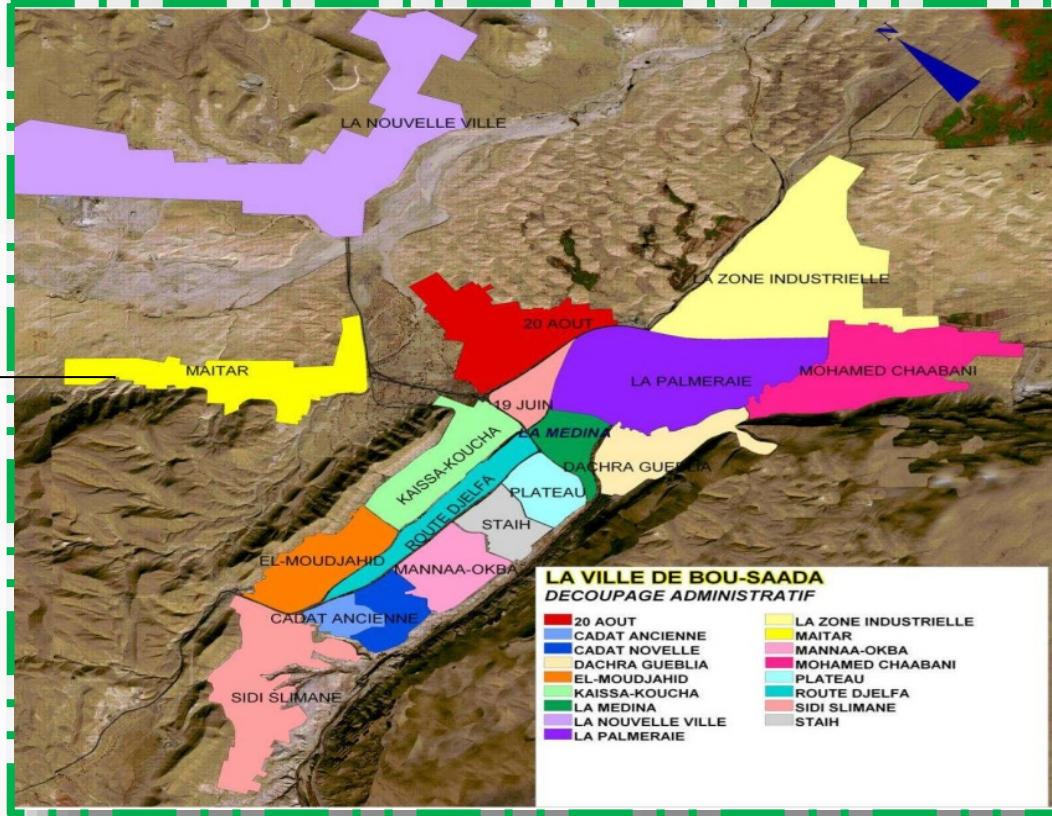 N
LA NOUVELLE VILLE
LA ZONE INDUSTRIELLE
20 AOUT
MAITAR
LA PALMERAIE
MOHAMED CHAABANI
19 JUIN
LA MEDINA
KAISSA-KOUCHA
DACHRA GUEBLIA
ROUTE DJELFA
PLATEAU
STAIH
EL-MOUDJAHID
MANNAA-OKBA
CADAT ANCIENNE
SIDI SLIMANE
LA VILLE DE BOU-SAADA
DECOUPAGE ADMINISTRATIF
20 AOUT
CADAT ANCIENNE
CADAT NOVELLE
DACHRA GUEBLIA
EL-MOUDJAHID
KAISSA-KOUCHA
LA MEDINA
LA NOUVELLE VILLE
LA PALMERAIE
LA ZONE INDUSTRIELLE
MAITAR
MANNAA-OKBA
MOHAMED CHAABANI
PLATEAU
ROUTE DJELFA
SIDI SLIMANE
STAIH